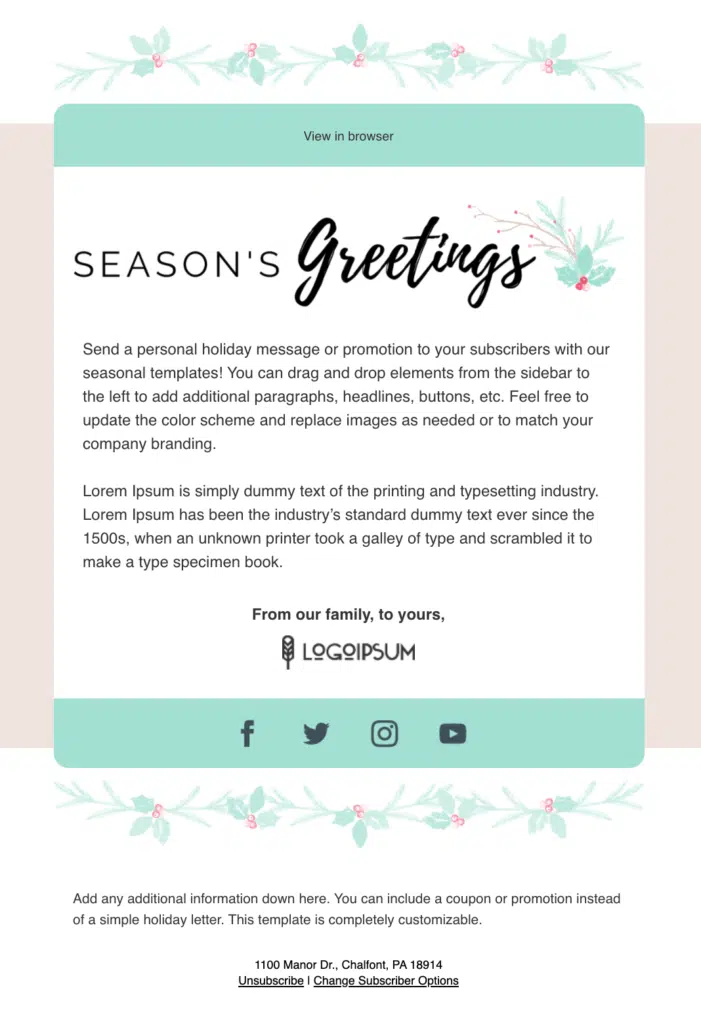 View in browser
SEASON'S Greetings
Send a personal holiday message or promotion to your subscribers with our
seasonal templates! You can drag and drop elements from the sidebar to
the left to add additional paragraphs, headlines, buttons, etc. Feel free to
update the color scheme and replace images as needed or to match your
company branding.
Lorem Ipsum is simply dummy text of the printing and typesetting industry.
Lorem Ipsum has been the industry’s standard dummy text ever since the
1500s, when an unknown printer took a galley of type and scrambled it to
make a type specimen book.
From our family, to yours,
LOGOIPSUM
Add any additional information down here. You can include a coupon or promotion instead
of a simple holiday letter. This template is completely customizable.
1100 Manor Dr., Chalfont, PA 18914
Unsubscribe | Change Subscriber Options